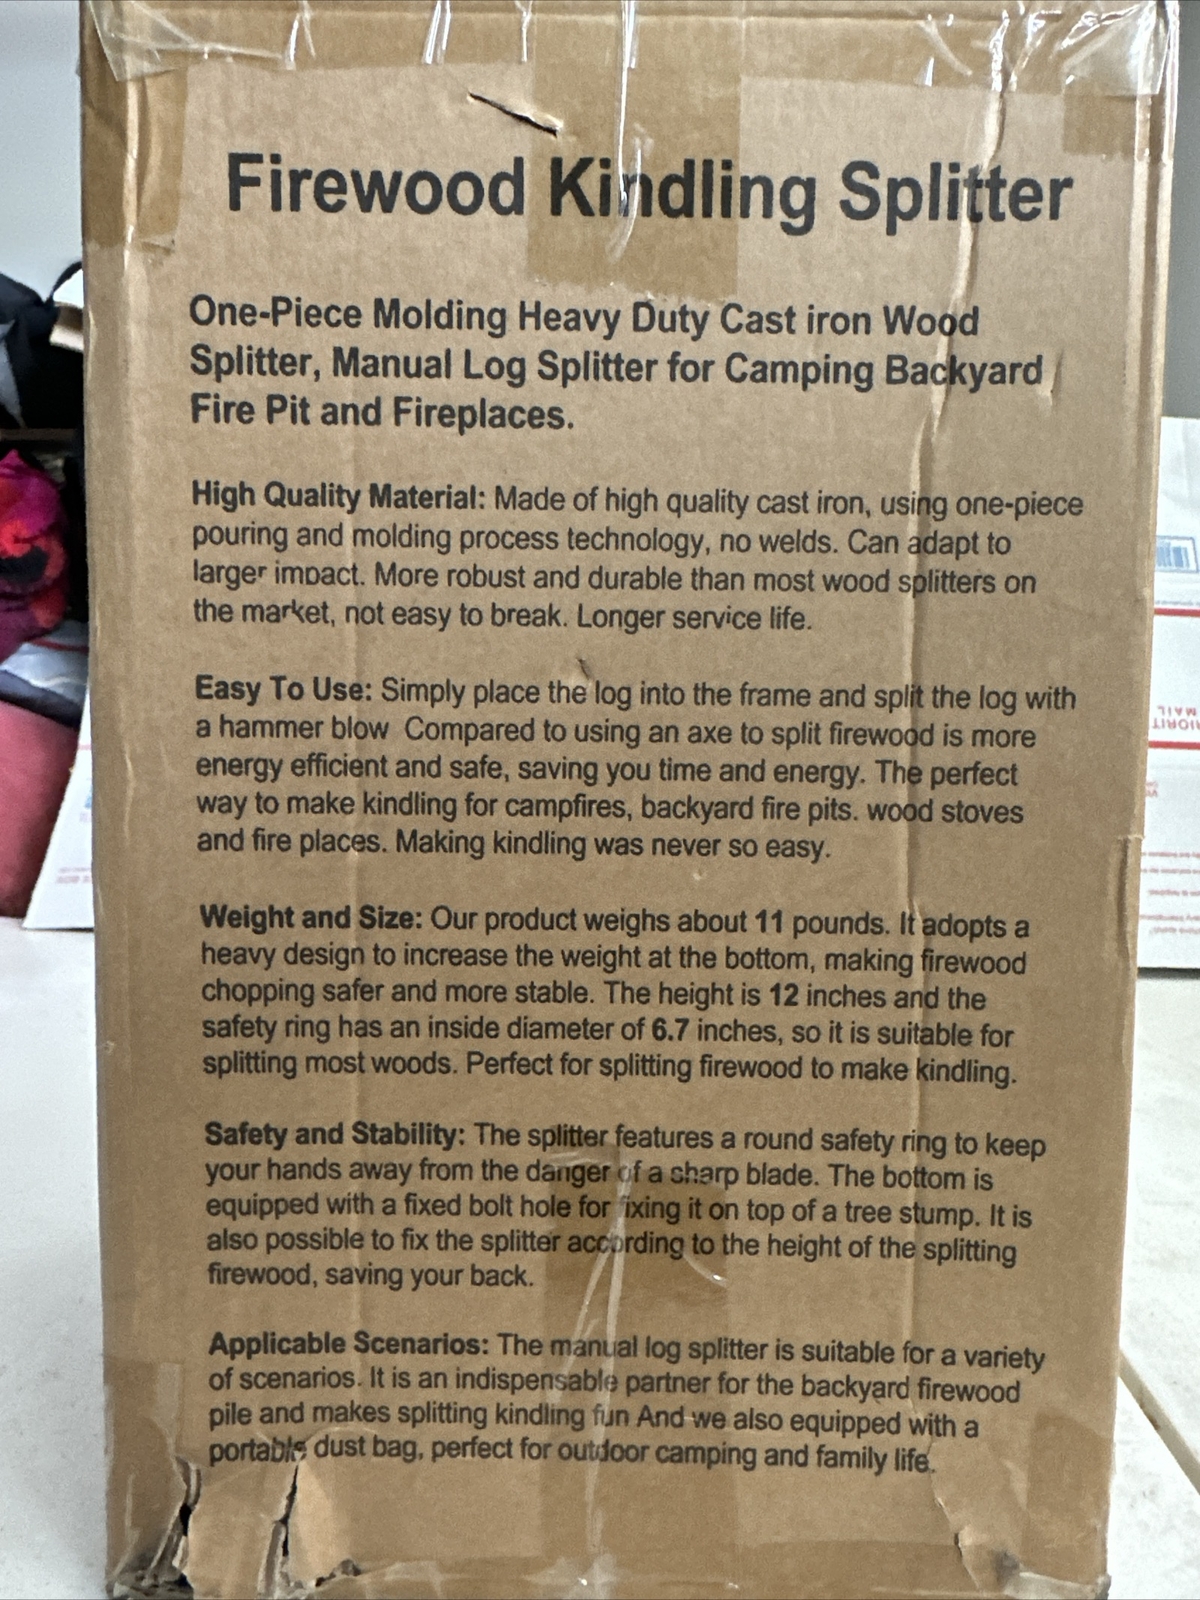 Firewood Kindling Splitter
One-Piece Molding Heavy Duty Cast iron Wood
Splitter, Manual Log Splitter for Camping Backyard
Fire Pit and Fireplaces.
High Quality Material: Made of high quality cast iron, using one-piece
pouring and molding process technology, no welds. Can adapt to
larger impact. More robust and durable than most wood splitters on
the market, not easy to break. Longer service life.
Easy To Use: Simply place the log into the frame and split the log with
a hammer blow Compared to using an axe to split firewood is more
energy efficient and safe, saving you time and energy. The perfect
way to make kindling for campfires, backyard fire pits. wood stoves
and fire places. Making kindling was never so easy.
Weight and Size: Our product weighs about 11 pounds. It adopts a
heavy design to increase the weight at the bottom, making firewood
chopping safer and more stable. The height is 12 inches and the
safety ring has an inside diameter of 6.7 inches, so it is suitable for
splitting most woods. Perfect for splitting firewood to make kindling.
Safety and Stability: The splitter features a round safety ring to keep
your hands away from the danger of a sharp blade. The bottom is
equipped with a fixed bolt hole for fixing it on top of a tree stump. It is
also possible to fix the splitter according to the height of the splitting
firewood, saving your back.
Applicable Scenarios: The manual log splitter is suitable for a variety
of scenarios. It is an indispensable partner for the backyard firewood
pile and makes splitting kindling fun And we also equipped with a
portable dust bag, perfect for outdoor camping and family life.
MAIL